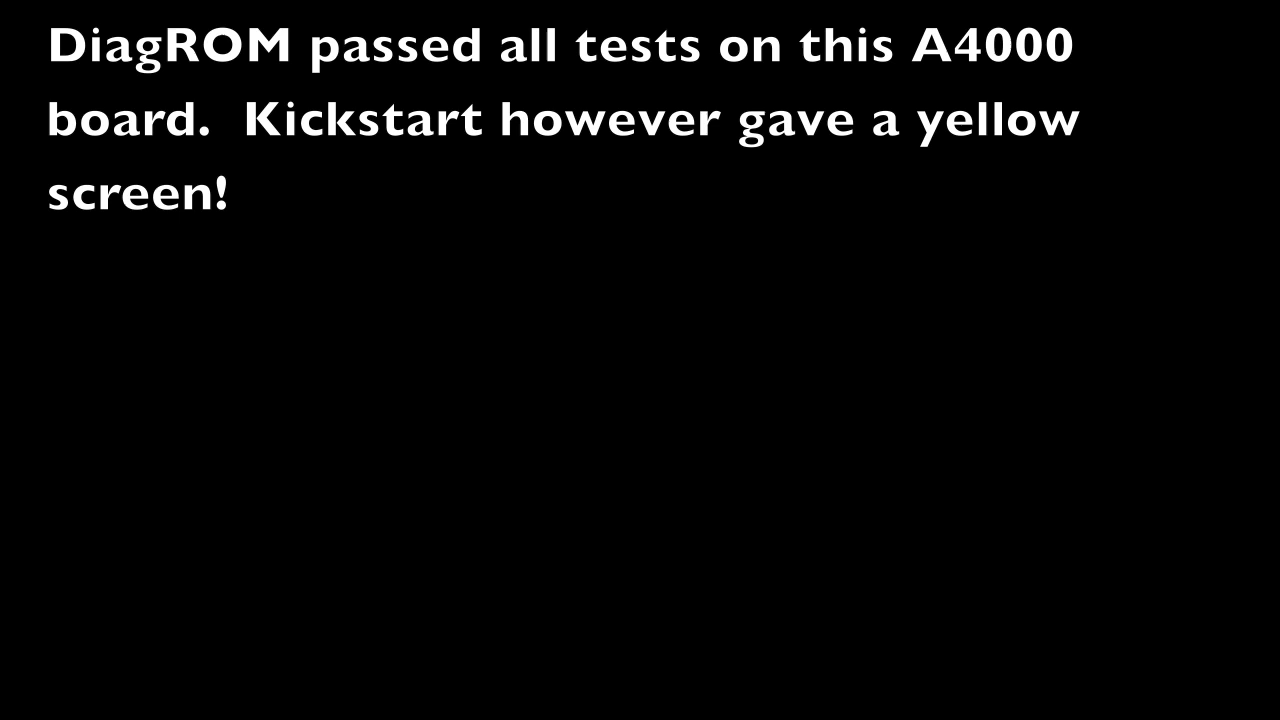 DiagROM passed all tests on this A4000
board.  Kickstart however gave a yellow
screen!